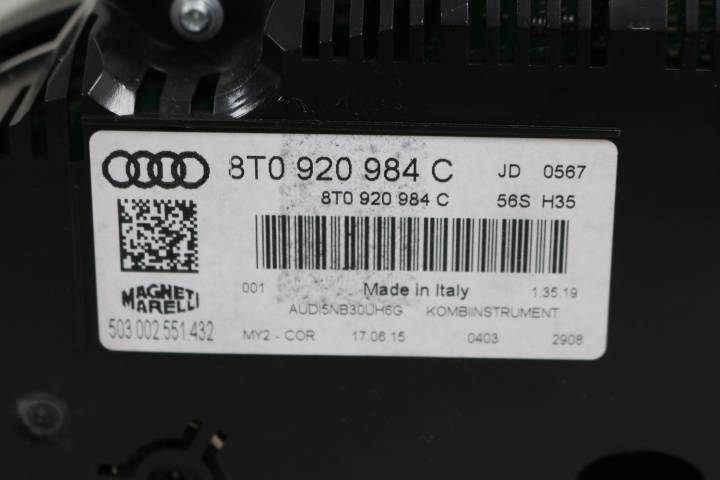 8T0 920 984 C JD 0567
8T0 920 984 C 56S H35
MAGNETI
MARELLI
001 Made in Italy 1.35.19
AUDI5NB30UH6G KOMBIINSTRUMENT
503.002.551.432
MY2 - COR 17.06.15 0403 2908